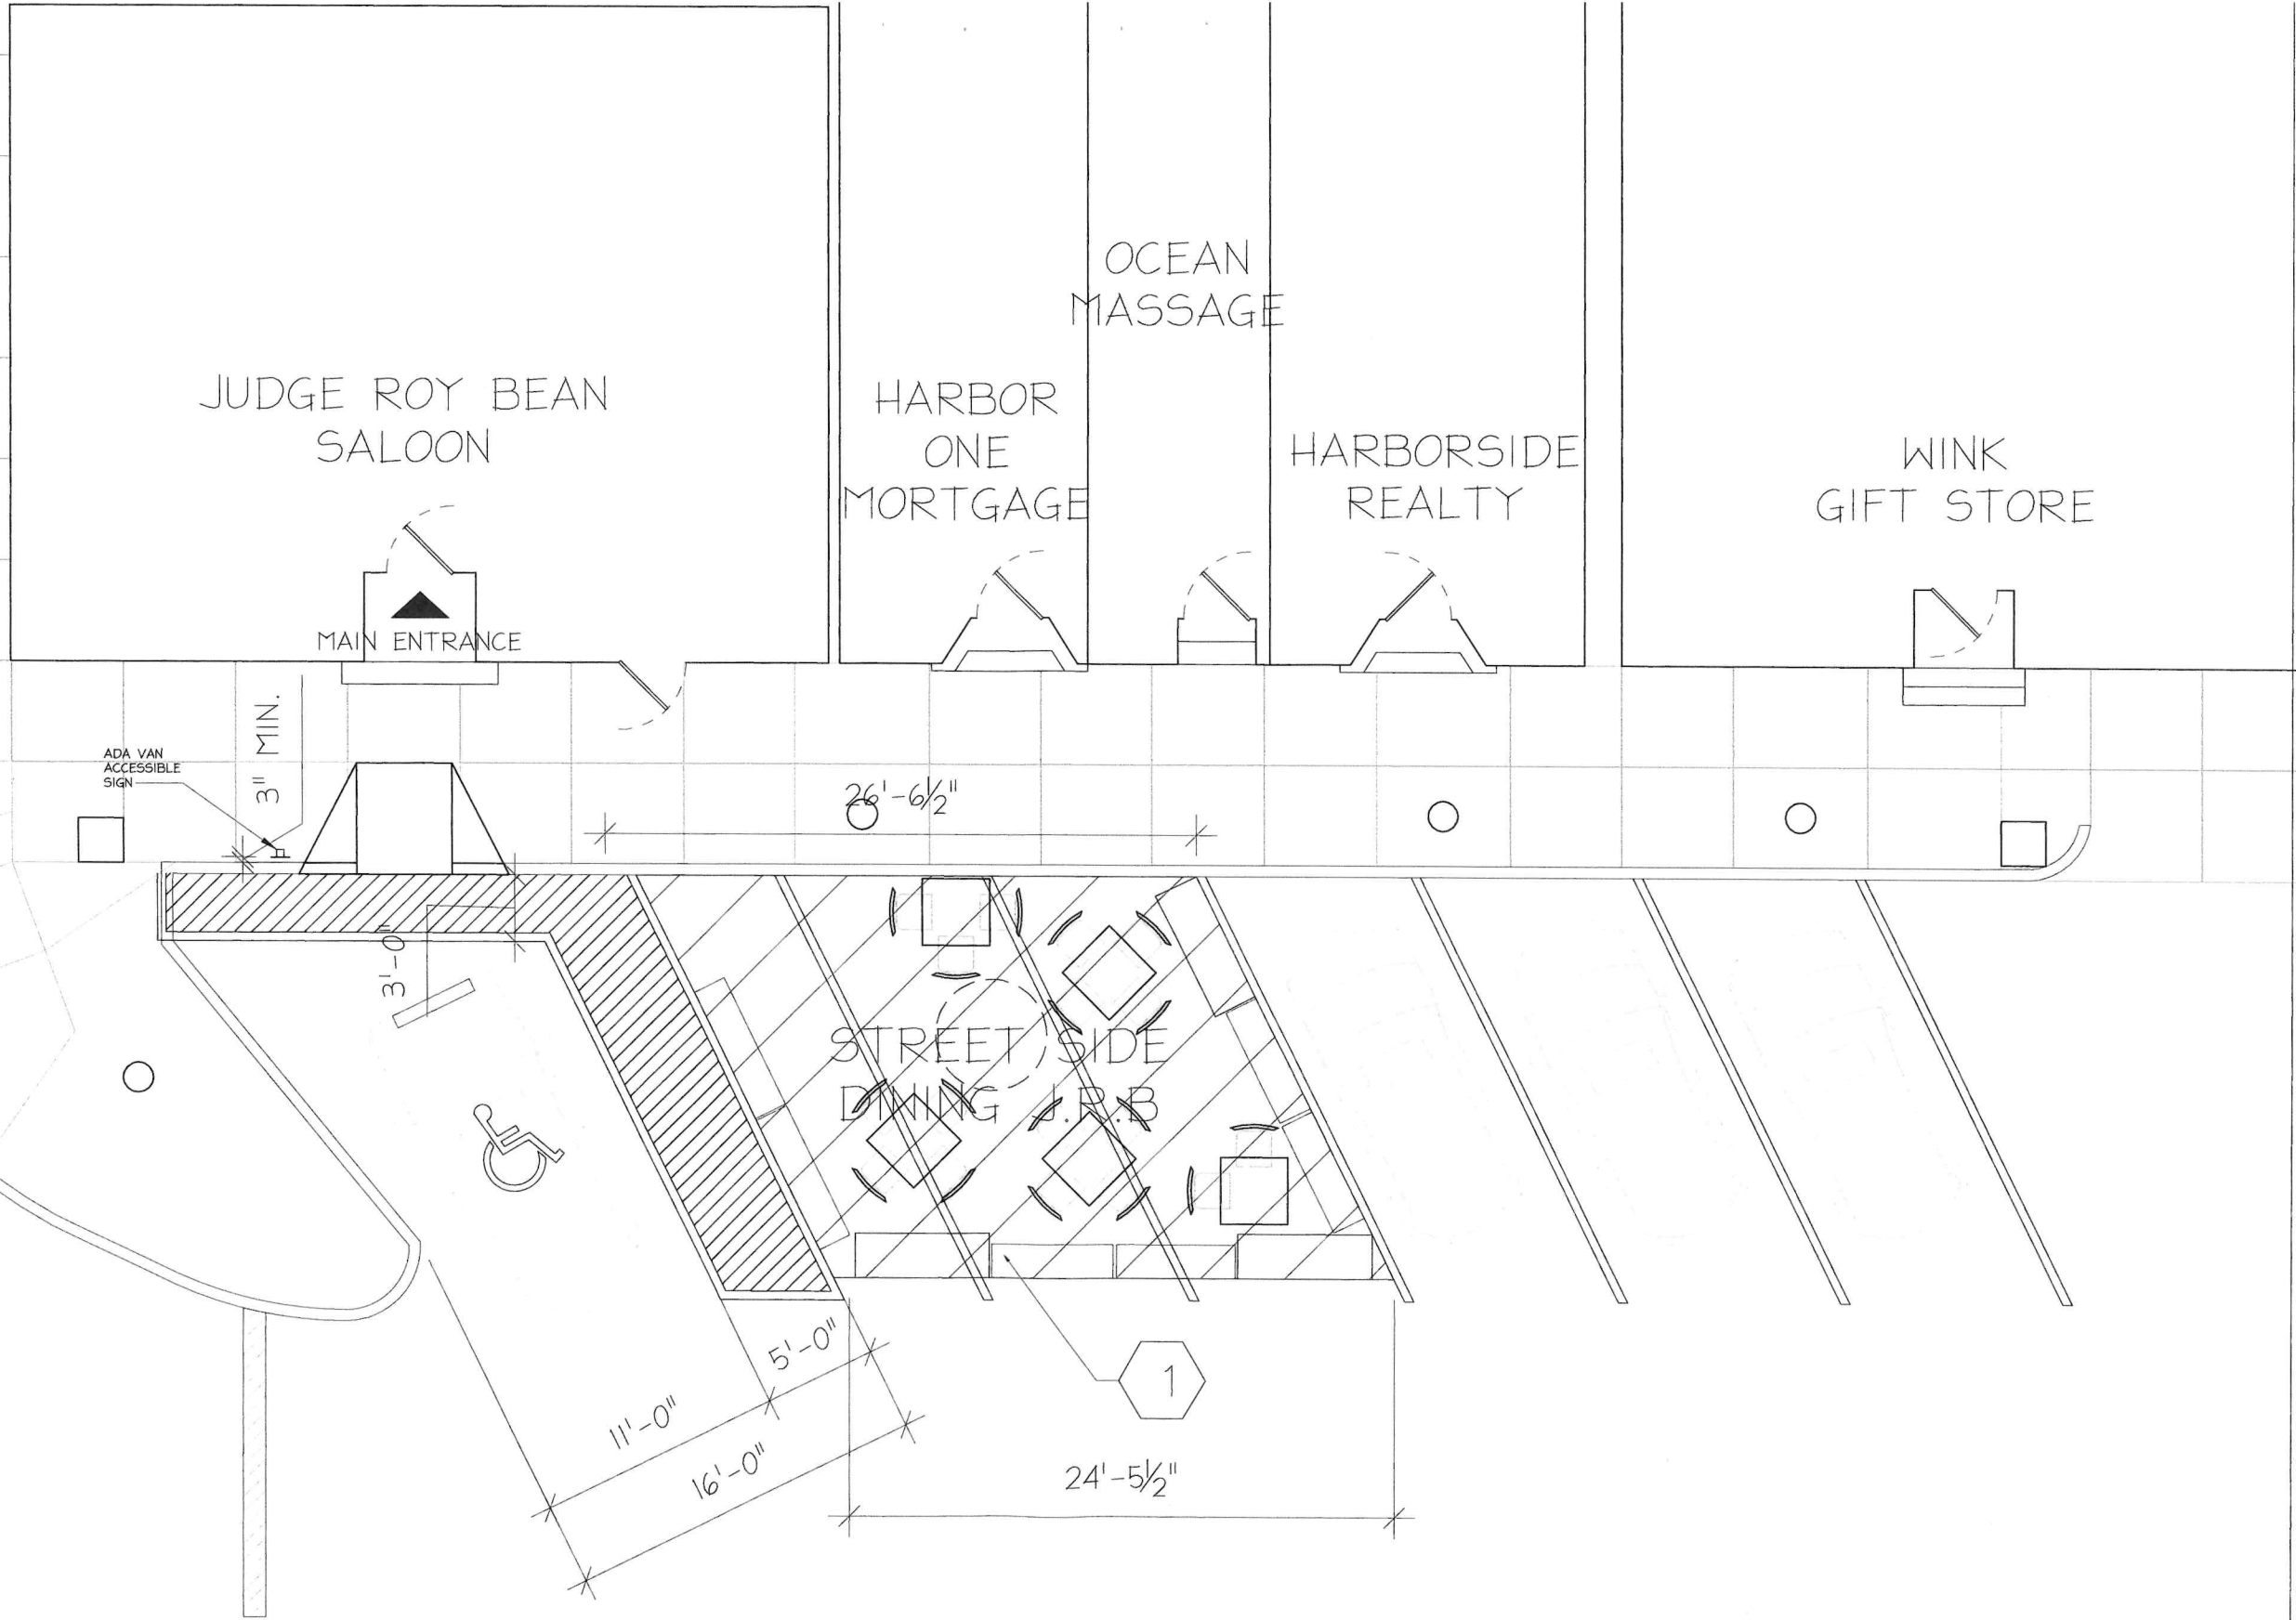 OCEAN
MASSAGE
JUDGE ROY BEAN
SALOON
HARBOR
ONE
MORTGAGE
HARBORSIDE
REALTY
WINK
GIFT STORE
MAIN ENTRANCE
3" MIN.
ADA VAN
ACCESSIBLE
SIGN
26'-6½"
3'-0"
STREET SIDE
DINING J.R.B
5'-0"
11'-0"
16'-0"
1
24'-5½"